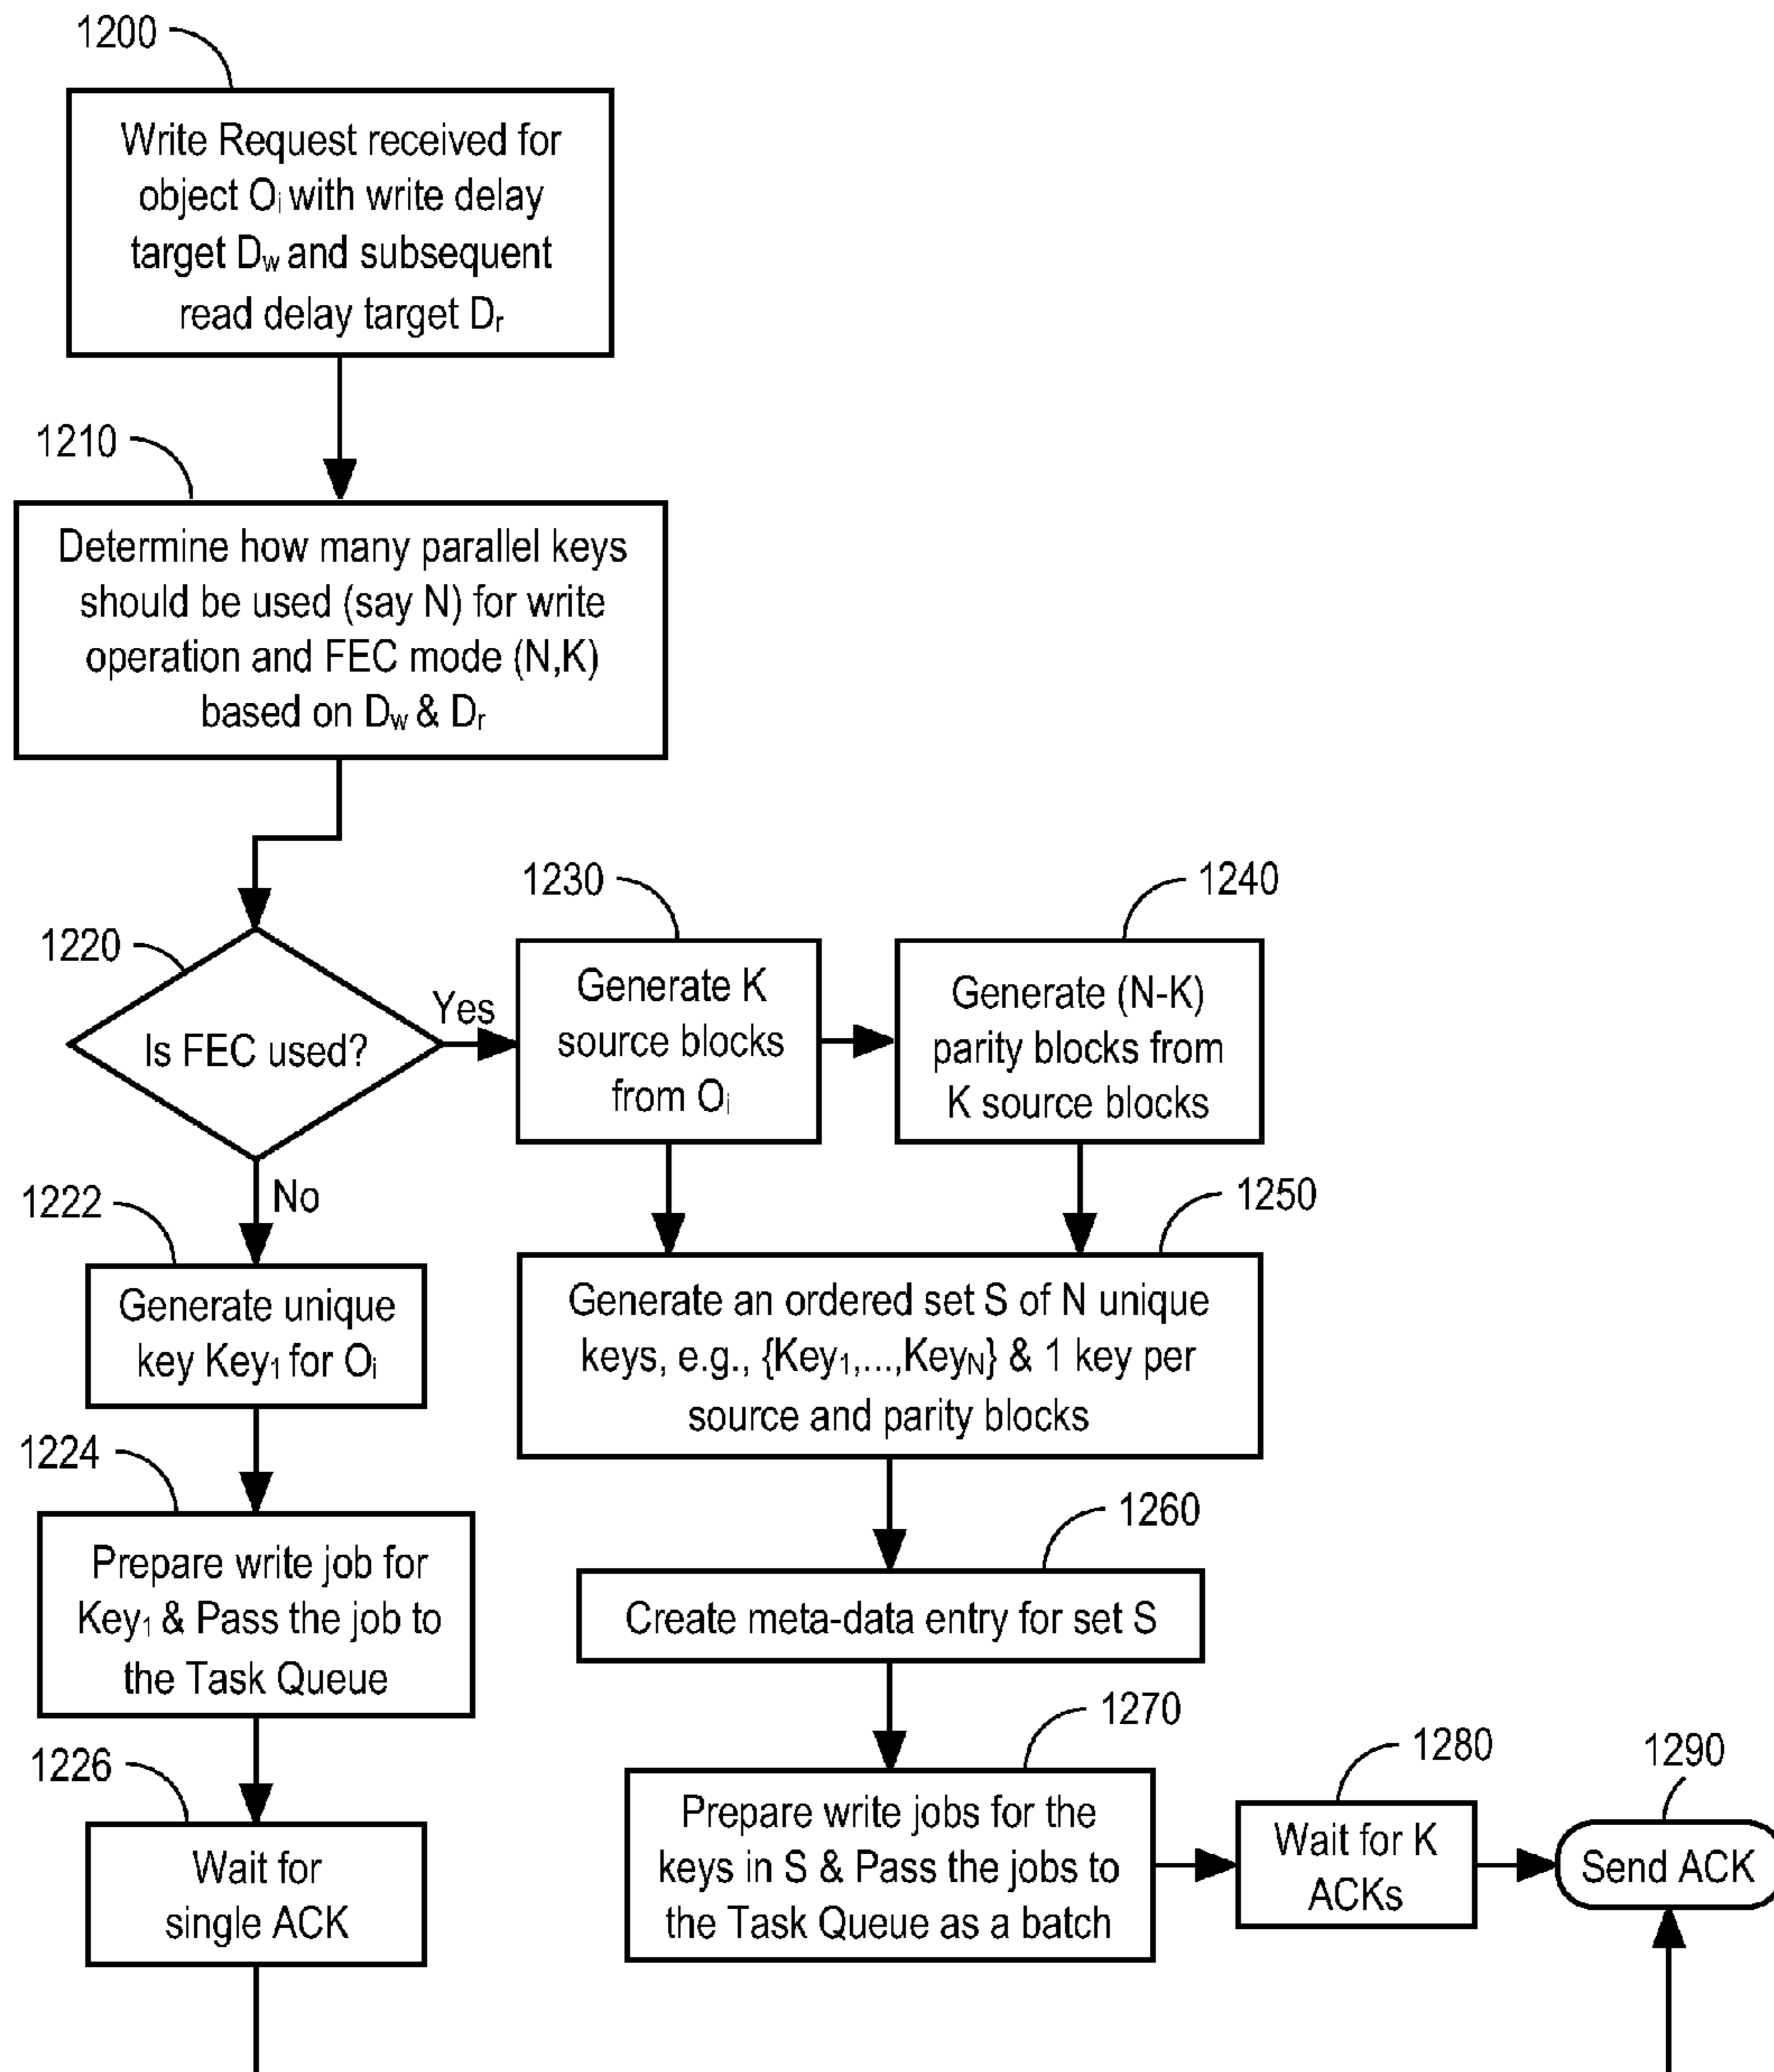 1200
Write Request received for
object Oi with write delay
target Dw and subsequent
read delay target Dr
1210
Determine how many parallel keys
should be used (say N) for write
operation and FEC mode (N,K)
based on Dw & Dr
1220
Is FEC used?
Yes
No
1230
Generate K
source blocks
from Oi
1240
Generate (N-K)
parity blocks from
K source blocks
1222
Generate unique
key Key1 for Oi
1250
Generate an ordered set S of N unique
keys, e.g., {Key1,...,KeyN} & 1 key per
source and parity blocks
1224
Prepare write job for
Key1 & Pass the job to
the Task Queue
1260
Create meta-data entry for set S
1226
Wait for
single ACK
1270
Prepare write jobs for the
keys in S & Pass the jobs to
the Task Queue as a batch
1280
Wait for K
ACKs
1290
Send ACK